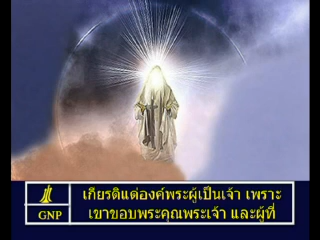 เกียรติแด่องค์พระผู้เป็นเจ้า เพราะ
เขาขอบพระคุณพระเจ้า และผู้ที่
GNP